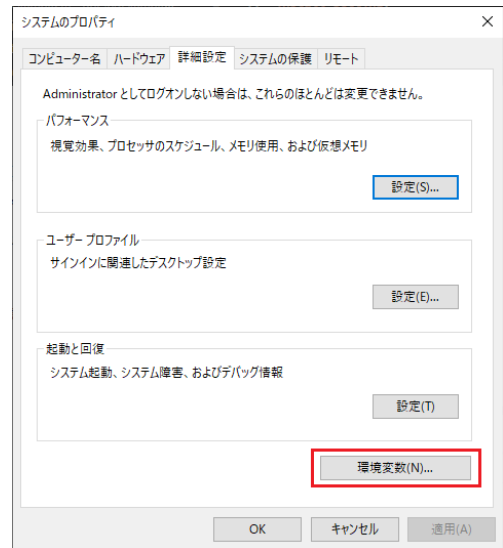 システムのプロパティ
コンピューター名 ハードウェア 詳細設定 システムの保護 リモート
Administrator としてログオンしない場合は、これらのほとんどは変更できません。
パフォーマンス
視覚効果、プロセッサのスケジュール、メモリ使用、および仮想メモリ
設定(S)...
ユーザー プロファイル
サインインに関連したデスクトップ設定
設定(E)...
起動と回復
システム起動、システム障害、およびデバッグ情報
設定(T)
環境変数(N)...
OK キャンセル 適用(A)